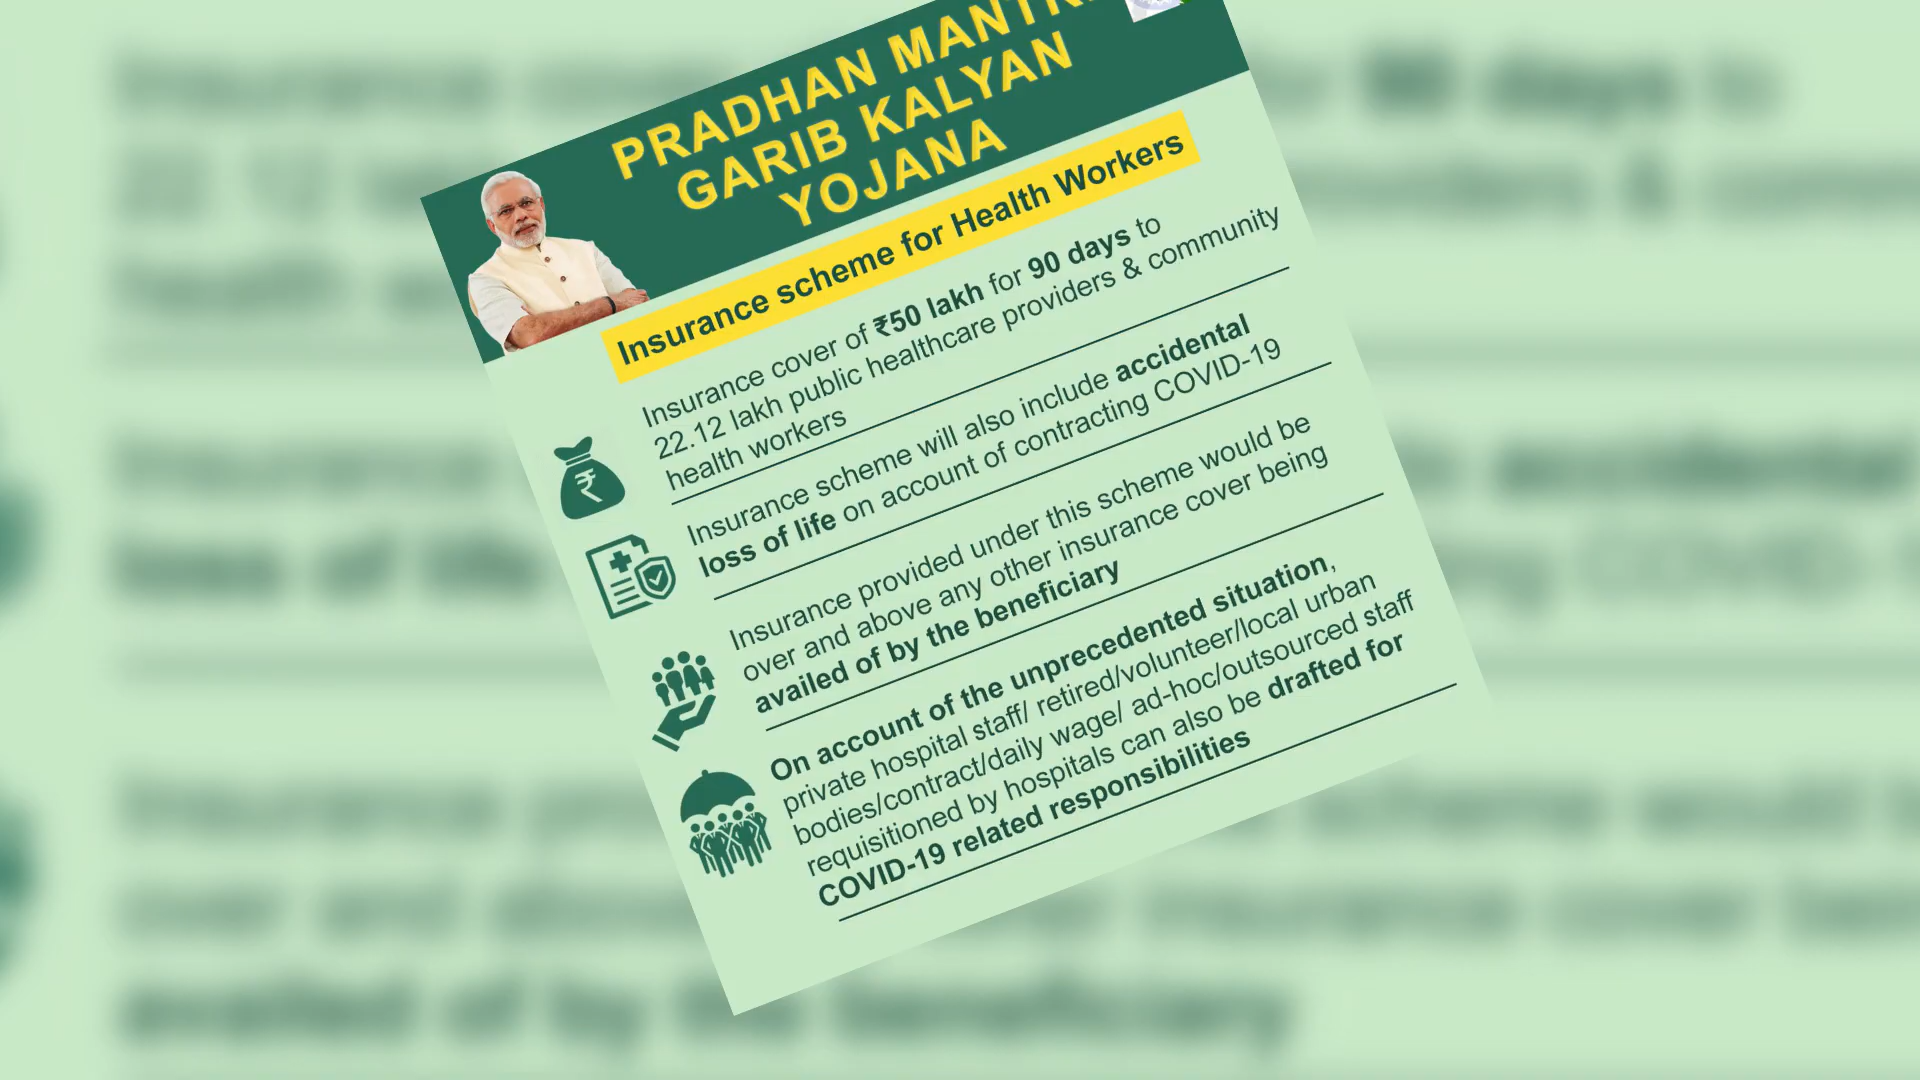 PRADHAN MANTRI
GARIB KALYAN
YOJANA
Insurance scheme for Health Workers
Insurance cover of ₹50 lakh for 90 days to
22.12 lakh public healthcare providers & community
health workers
Insurance scheme will also include accidental
loss of life on account of contracting COVID-19
Insurance provided under this scheme would be
over and above any other insurance cover being
availed of by the beneficiary
On account of the unprecedented situation,
private hospital staff/ retired/volunteer/local urban
bodies/contract/daily wage/ ad-hoc/outsourced staff
requisitioned by hospitals can also be drafted for
COVID-19 related responsibilities